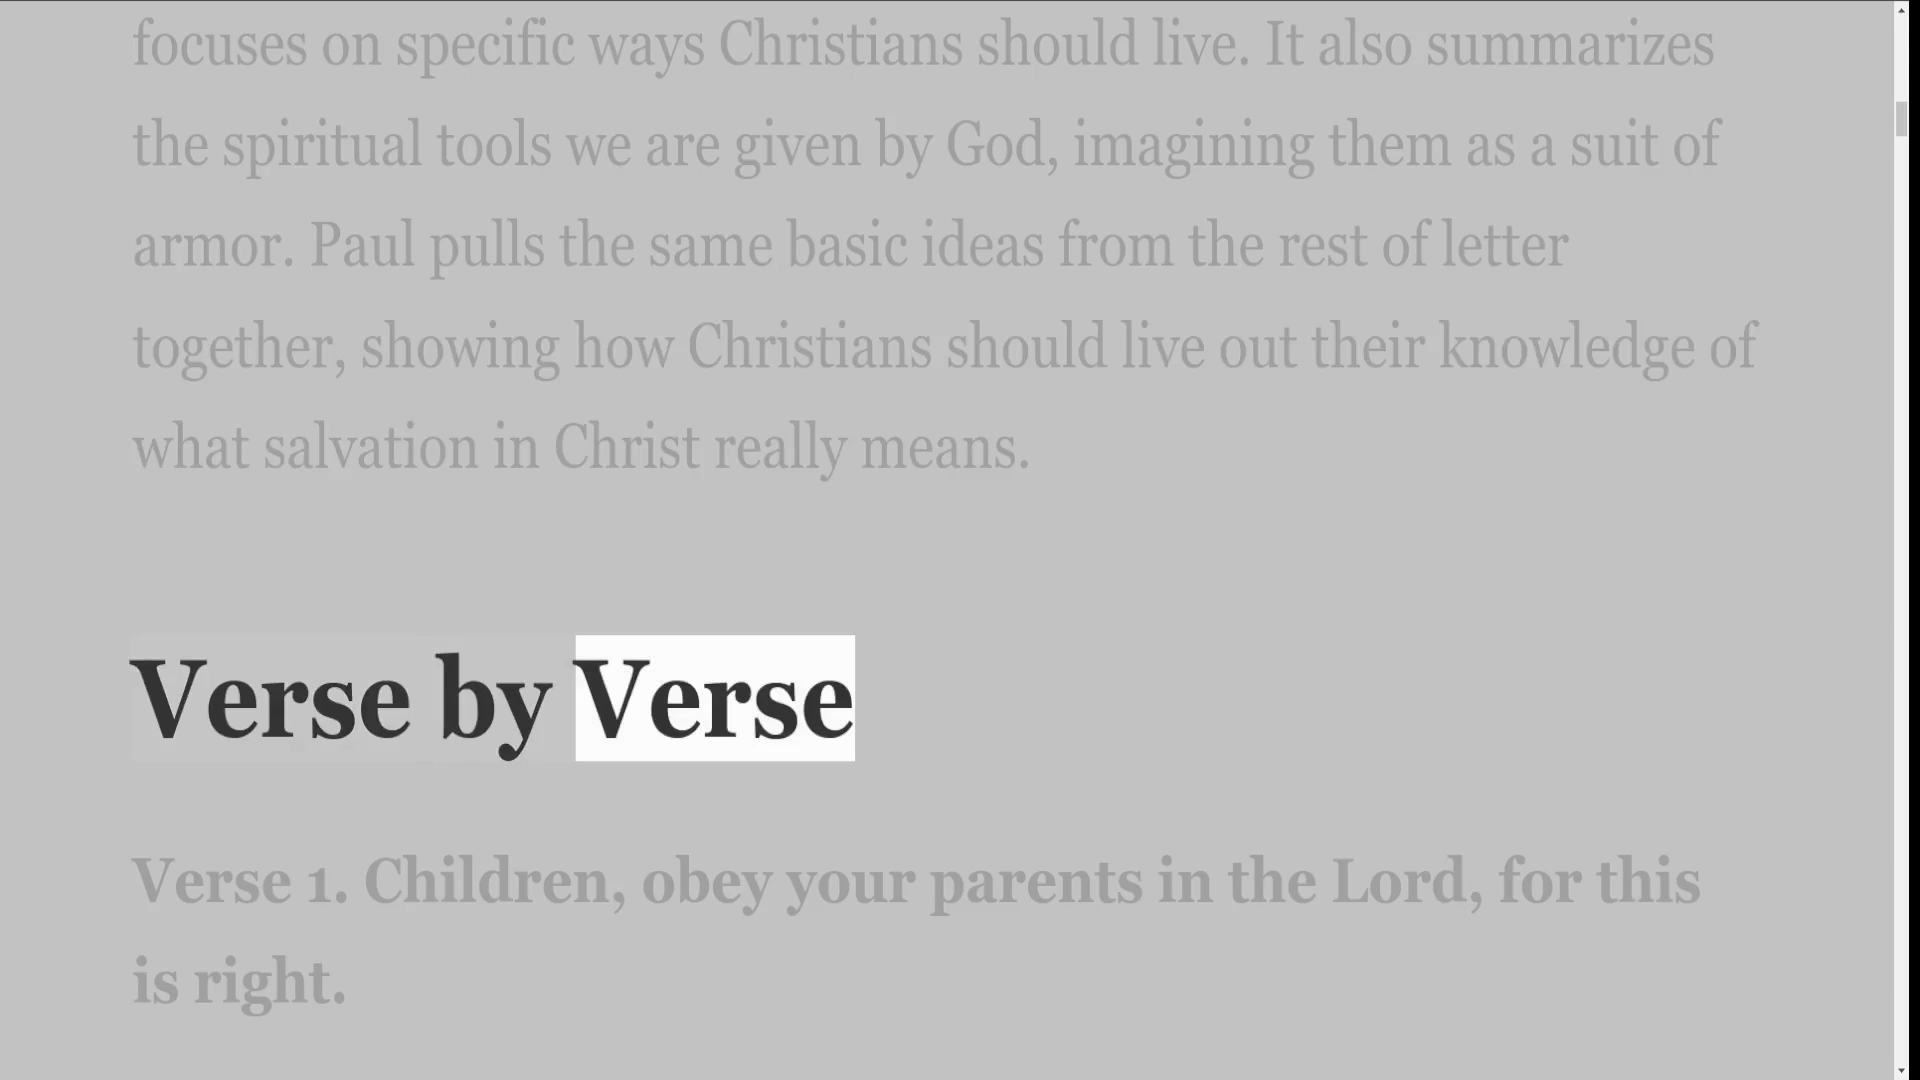 focuses on specific ways Christians should live. It also summarizes
the spiritual tools we are given by God, imagining them as a suit of
armor. Paul pulls the same basic ideas from the rest of letter
together, showing how Christians should live out their knowledge of
what salvation in Christ really means.
Verse by Verse
Verse 1. Children, obey your parents in the Lord, for this
is right.